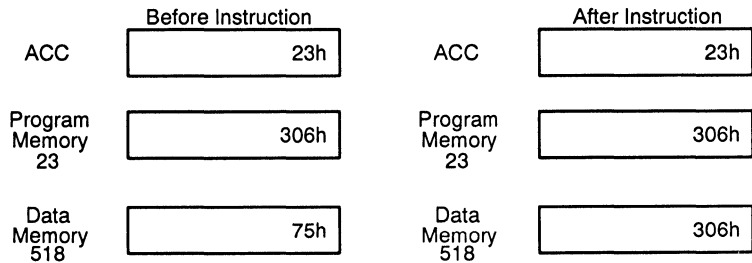 Before Instruction After Instruction
ACC 23h ACC 23h
Program Memory 23 306h Program Memory 23 306h
Data Memory 518 75h Data Memory 518 306h